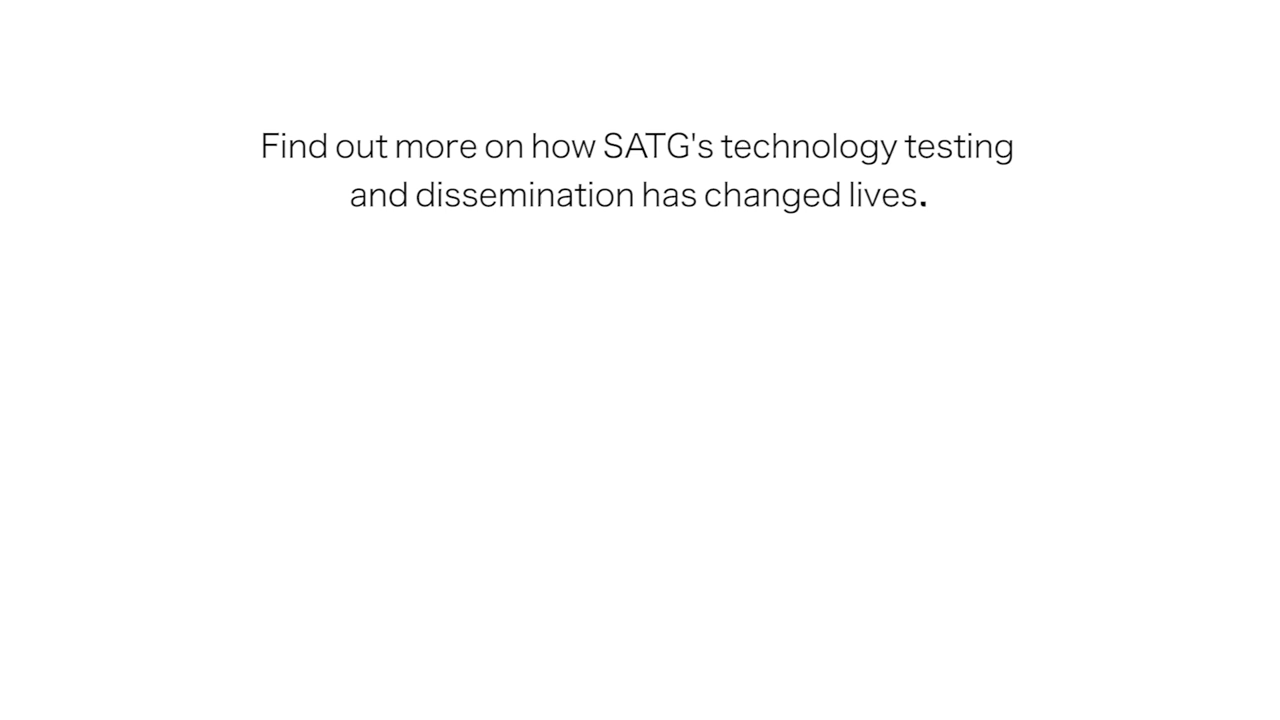 Find out more on how SATG's technology testing
and dissemination has changed lives.